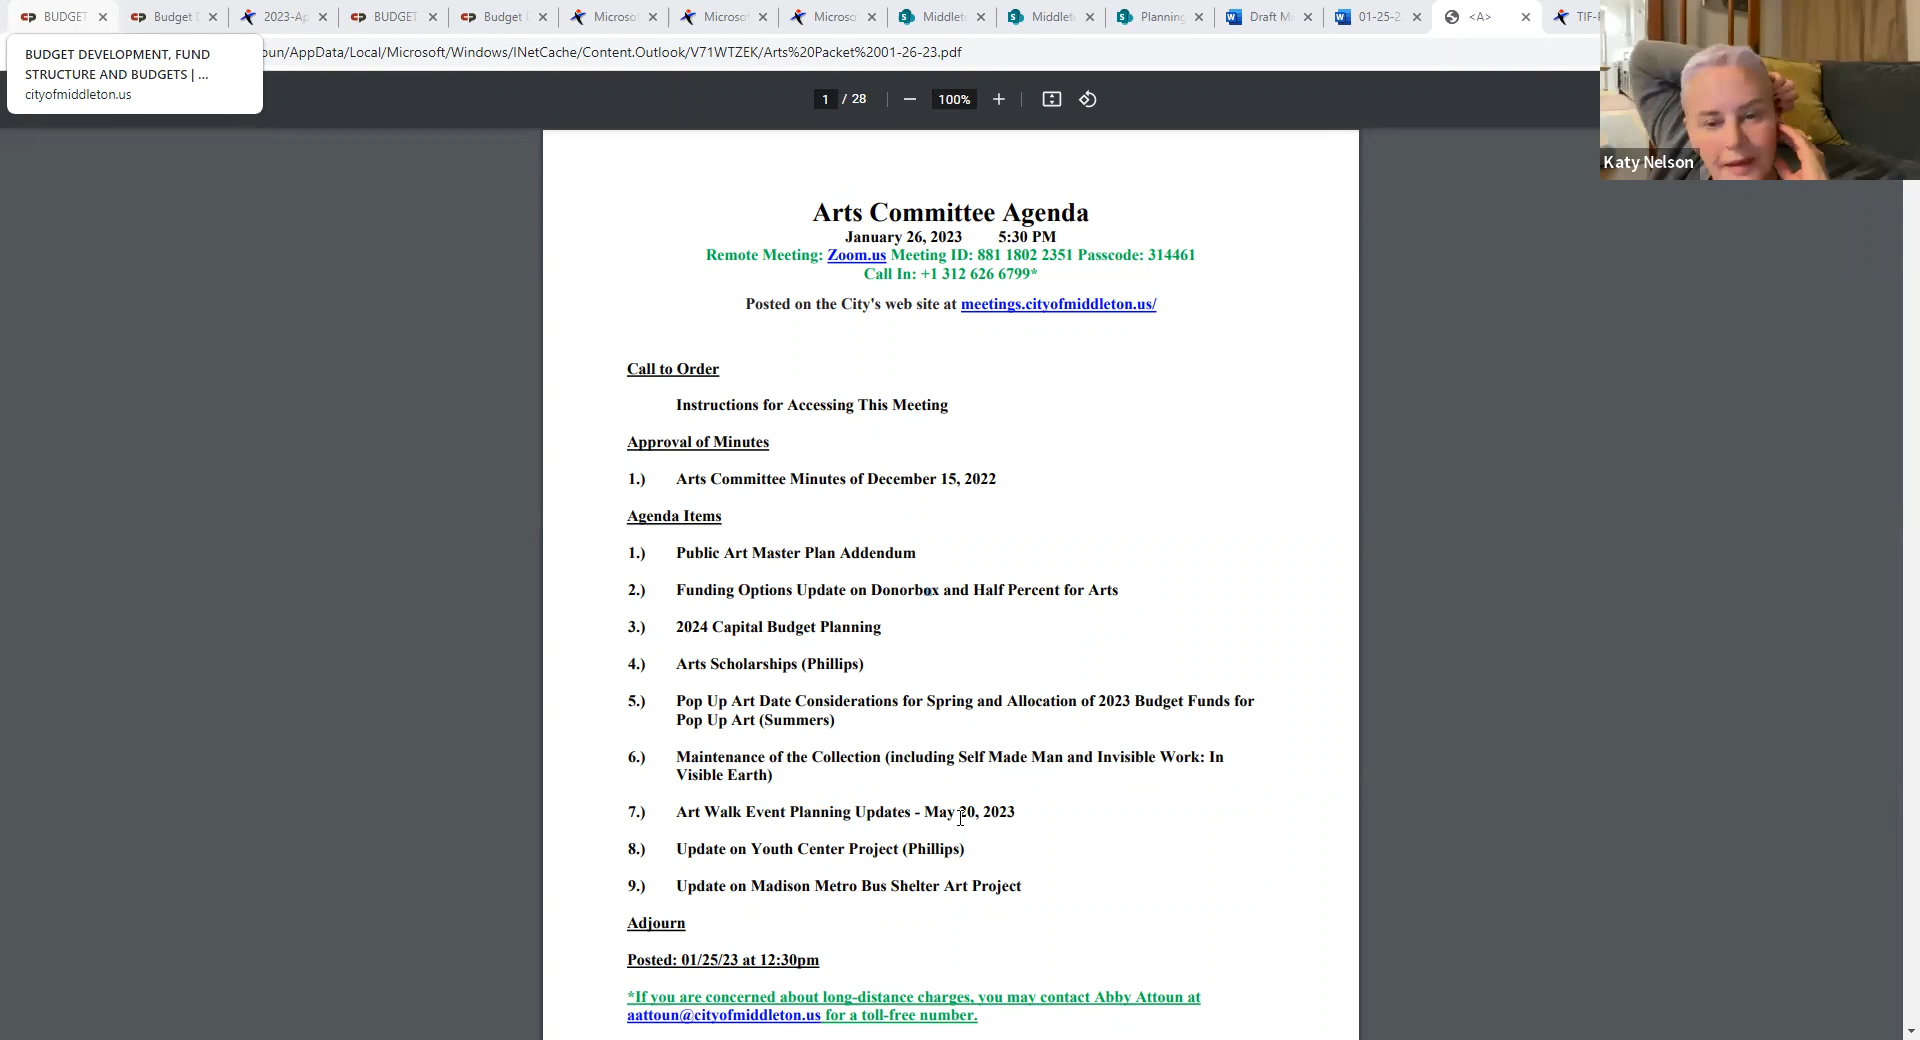 BUDGET
Budget
2023-Ap
BUDGET
Budget
Microso
Microso
Microso
Middlet
Middlet
Planning
Draft Mi
01-25-2
<A>
TIF-
BUDGET DEVELOPMENT, FUND
STRUCTURE AND BUDGETS | ...
cityofmiddleton.us
oun/AppData/Local/Microsoft/Windows/INetCache/Content.Outlook/V71WTZEK/Arts%20Packet%2001-26-23.pdf
1 / 28
100%
Katy Nelson
Arts Committee Agenda
January 26, 2023 5:30 PM
Remote Meeting: Zoom.us Meeting ID: 881 1802 2351 Passcode: 314461
Call In: +1 312 626 6799*
Posted on the City's web site at meetings.cityofmiddleton.us/
Call to Order
Instructions for Accessing This Meeting
Approval of Minutes
1.) Arts Committee Minutes of December 15, 2022
Agenda Items
1.) Public Art Master Plan Addendum
2.) Funding Options Update on Donorbox and Half Percent for Arts
3.) 2024 Capital Budget Planning
4.) Arts Scholarships (Phillips)
5.) Pop Up Art Date Considerations for Spring and Allocation of 2023 Budget Funds for
Pop Up Art (Summers)
6.) Maintenance of the Collection (including Self Made Man and Invisible Work: In
Visible Earth)
7.) Art Walk Event Planning Updates - May 20, 2023
8.) Update on Youth Center Project (Phillips)
9.) Update on Madison Metro Bus Shelter Art Project
Adjourn
Posted: 01/25/23 at 12:30pm
*If you are concerned about long-distance charges, you may contact Abby Attoun at
aattoun@cityofmiddleton.us for a toll-free number.